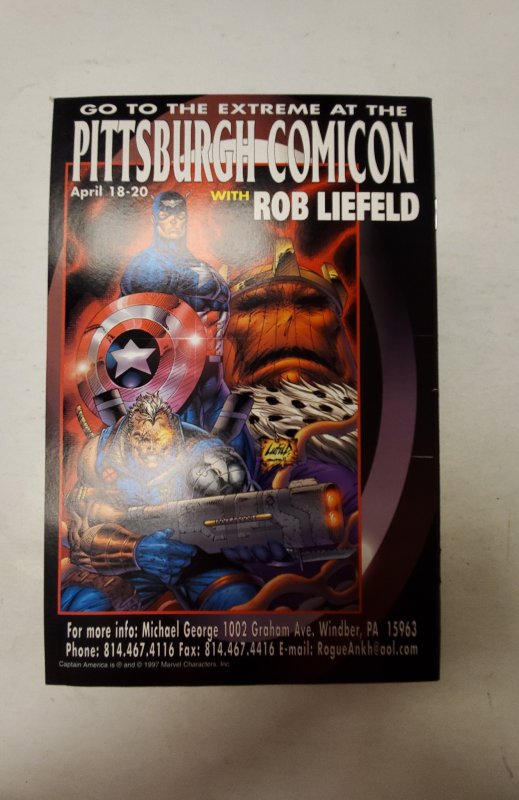 GO TO THE EXTREME AT THE
PITTSBURGH COMICON
April 18-20
WITH ROB LIEFELD
For more info: Michael George 1002 Graham Ave. Windber, PA 15963
Phone: 814.467.4116 Fax: 814.467.4416 E-mail: RogueAnkh@aol.com
Captain America is ® and © 1997 Marvel Characters, Inc